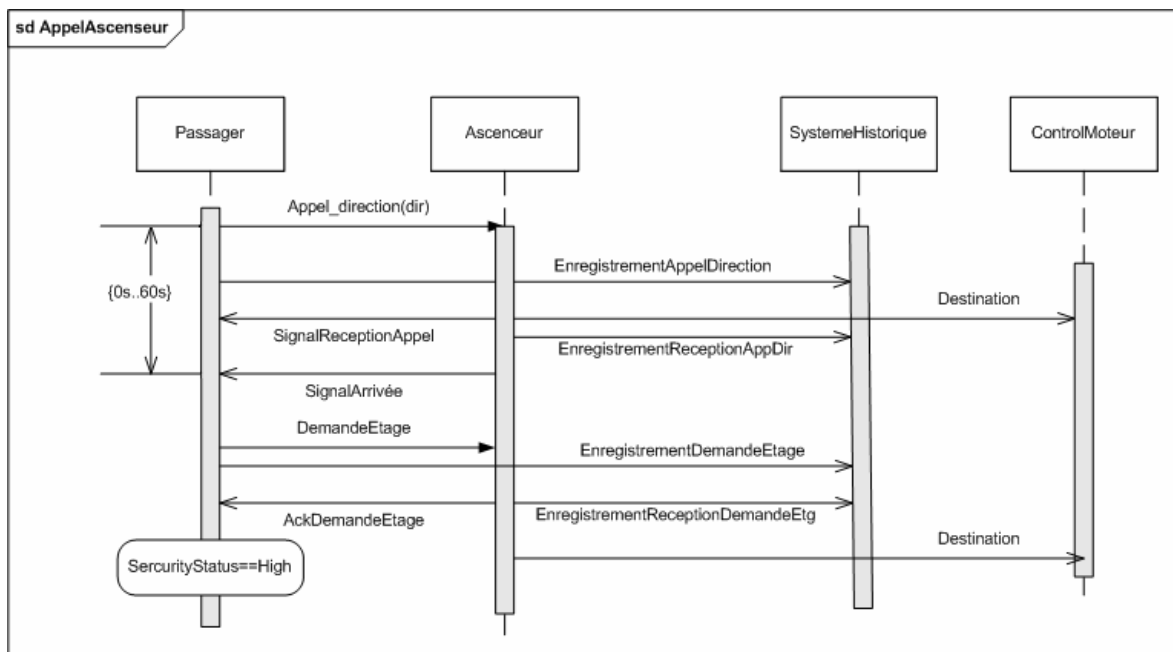 sd AppelAscenseur
Passager
Ascenceur
SystemeHistorique
ControlMoteur
Appel_direction(dir)
EnregistrementAppelDirection
{0s..60s}
Destination
SignalReceptionAppel
EnregistrementReceptionAppDir
SignalArrivée
DemandeEtage
EnregistrementDemandeEtage
AckDemandeEtage
EnregistrementReceptionDemandeEtg
Destination
SercurityStatus==High